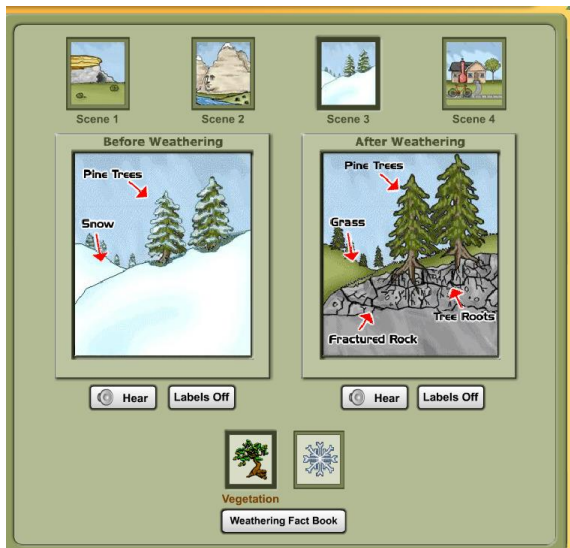 Scene 1
Scene 2
Scene 3
Scene 4
Before Weathering
Pine Trees
Snow
After Weathering
Pine Trees
Grass
Tree Roots
Fractured Rock
Hear
Labels Off
Hear
Labels Off
Vegetation
Weathering Fact Book